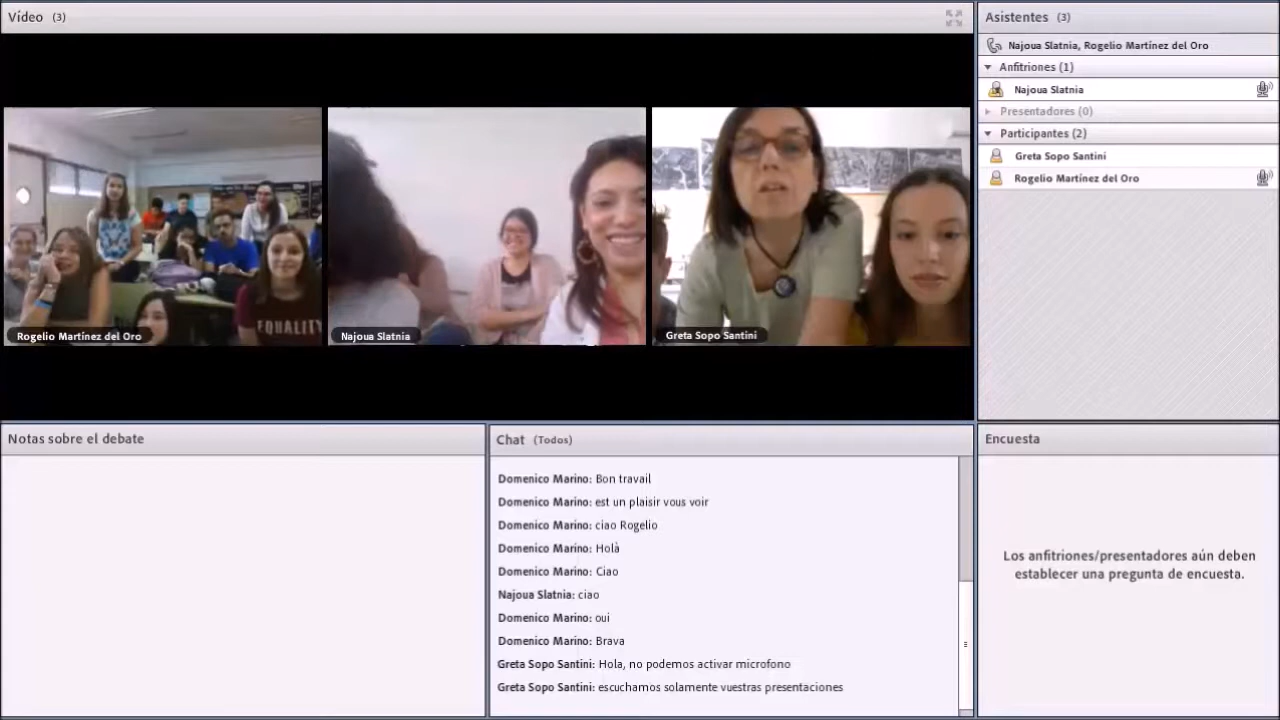 Vídeo (3)
Rogelio Martínez del Oro
EQUALITY
Najoua Slatnia
Greta Sopo Santini
Asistentes (3)
Najoua Slatnia, Rogelio Martínez del Oro
Anfitriones (1)
Najoua Slatnia
Presentadores (0)
Participantes (2)
Greta Sopo Santini
Rogelio Martínez del Oro
Notas sobre el debate
Chat (Todos)
Domenico Marino: Bon travail
Domenico Marino: est un plaisir vous voir
Domenico Marino: ciao Rogelio
Domenico Marino: Holà
Domenico Marino: Ciao
Najoua Slatnia: ciao
Domenico Marino: oui
Domenico Marino: Brava
Greta Sopo Santini: Hola, no podemos activar microfono
Greta Sopo Santini: escuchamos solamente vuestras presentaciones
Encuesta
Los anfitriones/presentadores aún deben
establecer una pregunta de encuesta.